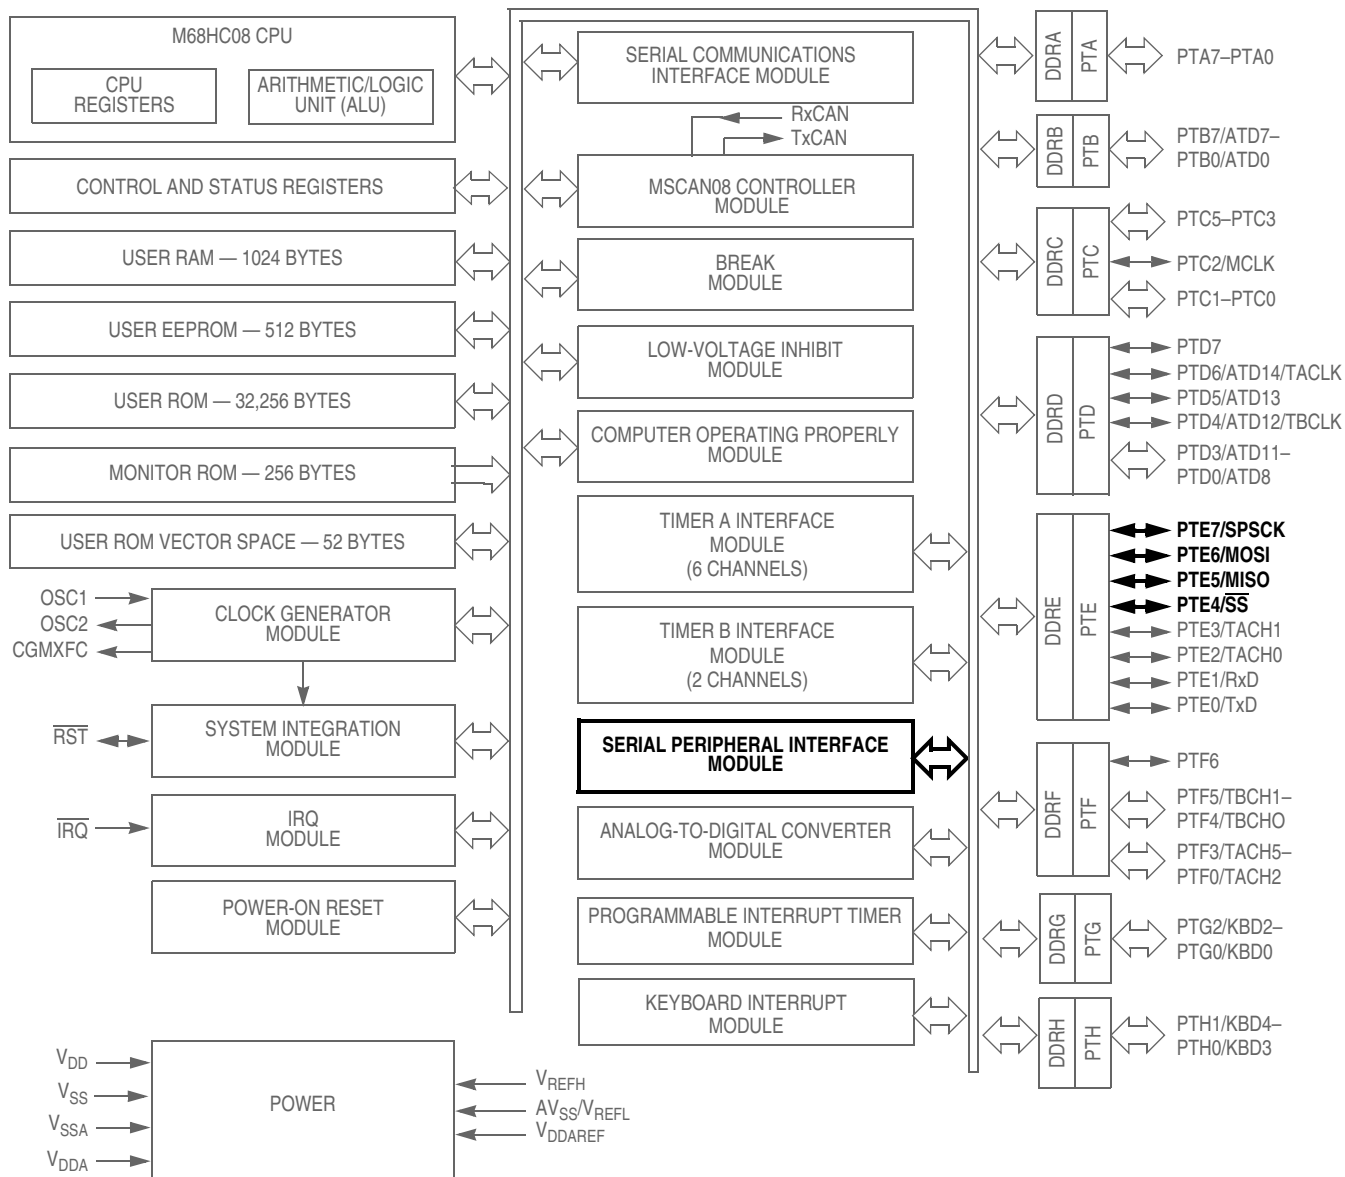 M68HC08 CPU
CPU
REGISTERS
ARITHMETIC/LOGIC
UNIT (ALU)
CONTROL AND STATUS REGISTERS
USER RAM — 1024 BYTES
USER EEPROM — 512 BYTES
USER ROM — 32,256 BYTES
MONITOR ROM — 256 BYTES
USER ROM VECTOR SPACE — 52 BYTES
OSC1
OSC2
CGMXFC
CLOCK GENERATOR
MODULE
RST
SYSTEM INTEGRATION
MODULE
IRQ
IRQ
MODULE
POWER-ON RESET
MODULE
VDD
VSS
VSSA
VDDA
POWER
VREFH
AVSS/VREFL
VDDAREF
SERIAL COMMUNICATIONS
INTERFACE MODULE
RxCAN
TxCAN
MSCAN08 CONTROLLER
MODULE
BREAK
MODULE
LOW-VOLTAGE INHIBIT
MODULE
COMPUTER OPERATING PROPERLY
MODULE
TIMER A INTERFACE
MODULE
(6 CHANNELS)
TIMER B INTERFACE
MODULE
(2 CHANNELS)
SERIAL PERIPHERAL INTERFACE
MODULE
ANALOG-TO-DIGITAL CONVERTER
MODULE
PROGRAMMABLE INTERRUPT TIMER
MODULE
KEYBOARD INTERRUPT
MODULE
DDRA
PTA
PTA7–PTA0
DDRB
PTB
PTB7/ATD7–
PTB0/ATD0
DDRC
PTC
PTC5–PTC3
PTC2/MCLK
PTC1–PTC0
DDRD
PTD
PTD7
PTD6/ATD14/TACLK
PTD5/ATD13
PTD4/ATD12/TBCLK
PTD3/ATD11–
PTD0/ATD8
DDRE
PTE
PTE7/SPSCK
PTE6/MOSI
PTE5/MISO
PTE4/SS
PTE3/TACH1
PTE2/TACH0
PTE1/RxD
PTE0/TxD
DDRF
PTF
PTF6
PTF5/TBCH1–
PTF4/TBCHO
PTF3/TACH5–
PTF0/TACH2
DDRG
PTG
PTG2/KBD2–
PTG0/KBD0
DDRH
PTH
PTH1/KBD4–
PTH0/KBD3